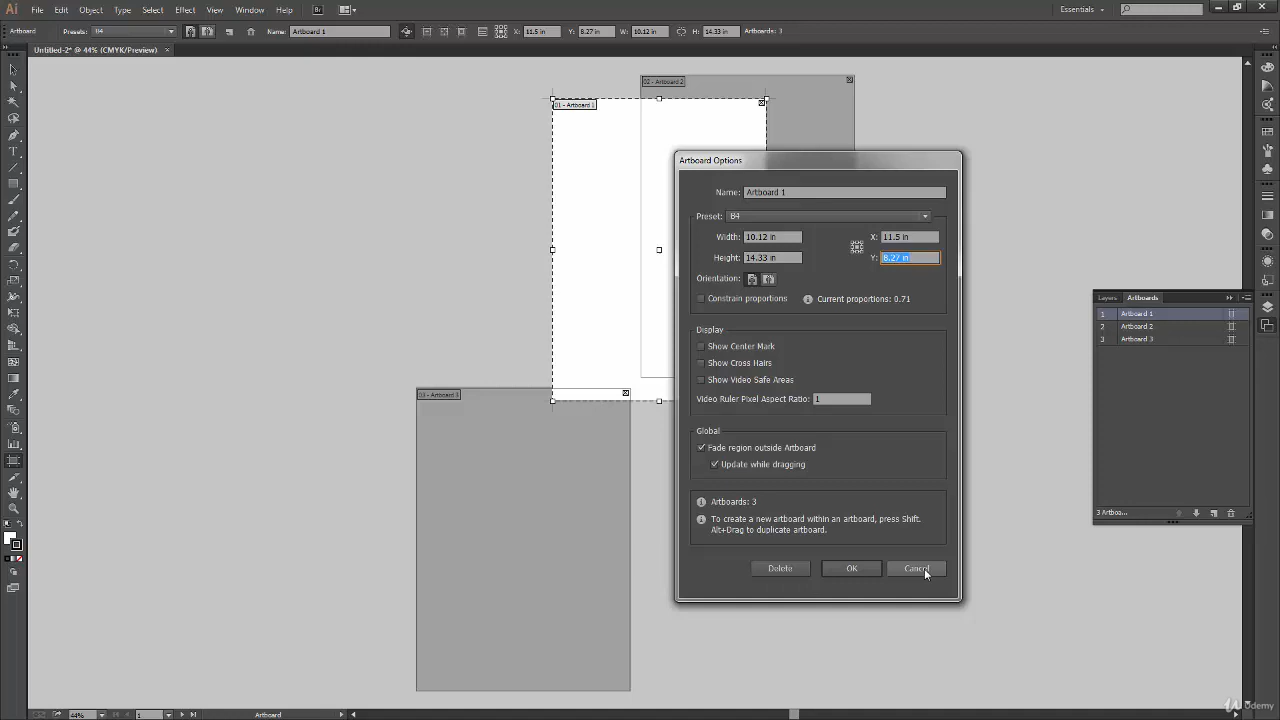 Ai File Edit Object Type Select Effect View Window Help Br Essentials
Artboard Presets: B4 Name: Artboard 1 X: 11.5 in Y: 8.27 in W: 10.12 in H: 14.33 in Artboards: 3
Untitled-2* @ 44% (CMYK/Preview) ×
02 - Artboard 2
01 - Artboard 1
03 - Artboard 3
Artboard Options
Name: Artboard 1
Preset: B4
Width: 10.12 in X: 11.5 in
Height: 14.33 in Y: 8.27 in
Orientation:
Constrain proportions Current proportions: 0.71
Display
Show Center Mark
Show Cross Hairs
Show Video Safe Areas
Video Ruler Pixel Aspect Ratio: 1
Global
Fade region outside Artboard
Update while dragging
Artboards: 3
To create a new artboard within an artboard, press Shift.
Alt+Drag to duplicate artboard.
Delete OK Cancel
Layers Artboards
1 Artboard 1
2 Artboard 2
3 Artboard 3
3 Artboa...
44% 1 Artboard
Udemy